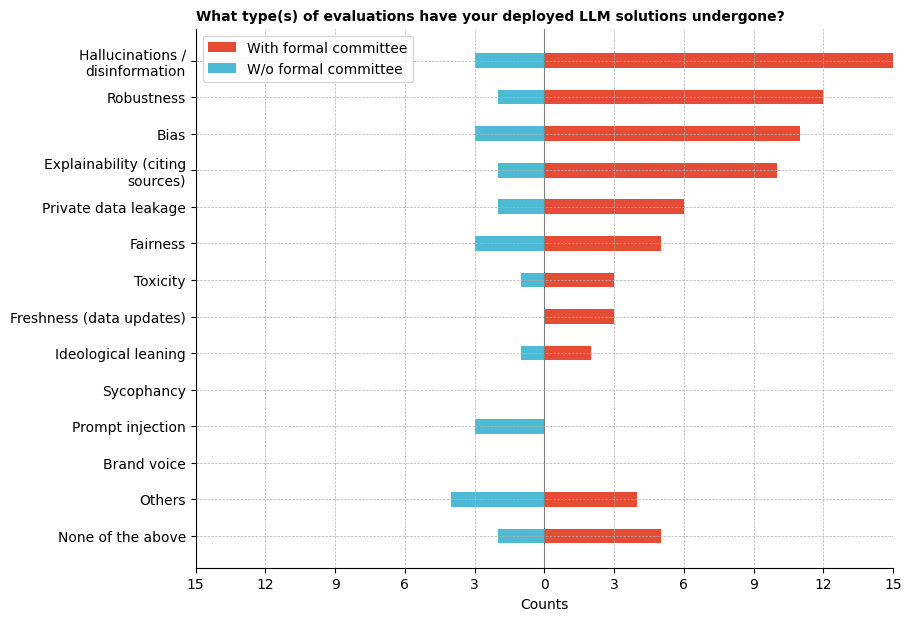 What type(s) of evaluations have your deployed LLM solutions undergone?
With formal committee
W/o formal committee
Hallucinations /
disinformation
Robustness
Bias
Explainability (citing
sources)
Private data leakage
Fairness
Toxicity
Freshness (data updates)
Ideological leaning
Sycophancy
Prompt injection
Brand voice
Others
None of the above
15 12 9 6 3 0 3 6 9 12 15
Counts